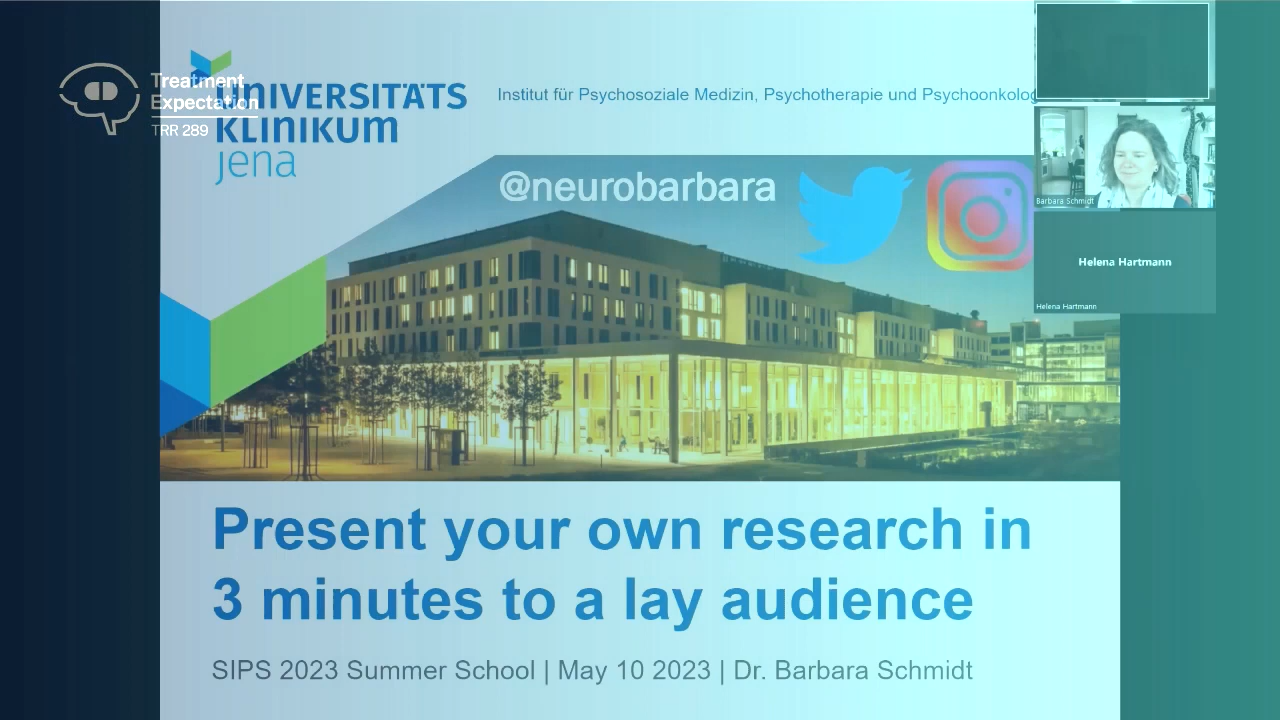 Treatment
Expectation
TRR 289
UNIVERSITÄTS
KLINIKUM
jena
Institut für Psychosoziale Medizin, Psychotherapie und
@neurobarbara
Barbara Schmidt
Helena Hartmann
Helena Hartmann
Present your own research in
3 minutes to a lay audience
SIPS 2023 Summer School | May 10 2023 | Dr. Barbara Schmidt